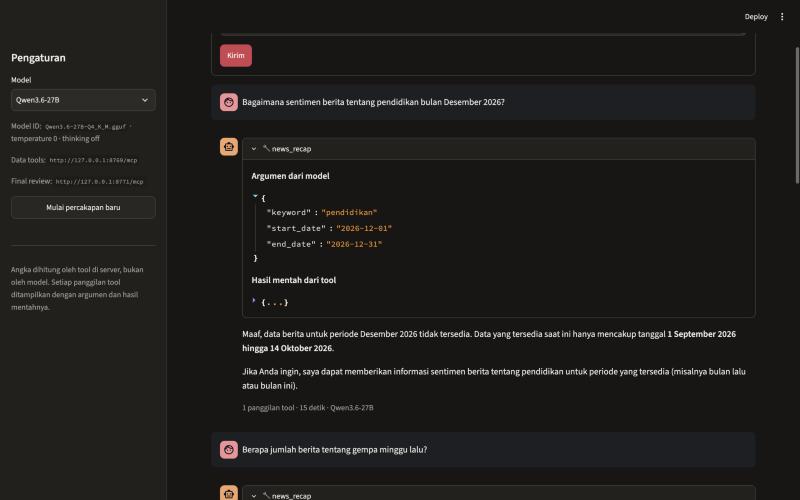 Deploy
Pengaturan
Model
Qwen3.6-27B
Model ID: Qwen3.6-27B-Q4_K_M.gguf ·
temperature 0 · thinking off
Data tools: http://127.0.0.1:8769/mcp
Final review: http://127.0.0.1:8771/mcp
Mulai percakapan baru
Angka dihitung oleh tool di server, bukan
oleh model. Setiap panggilan tool
ditampilkan dengan argumen dan hasil
mentahnya.
Kirim
Bagaimana sentimen berita tentang pendidikan bulan Desember 2026?
news_recap
Argumen dari model
{
"keyword" : "pendidikan"
"start_date" : "2026-12-01"
"end_date" : "2026-12-31"
}
Hasil mentah dari tool
{...}
Maaf, data berita untuk periode Desember 2026 tidak tersedia. Data yang tersedia saat ini hanya mencakup tanggal 1 September 2026
hingga 14 Oktober 2026.
Jika Anda ingin, saya dapat memberikan informasi sentimen berita tentang pendidikan untuk periode yang tersedia (misalnya bulan lalu
atau bulan ini).
1 panggilan tool · 15 detik · Qwen3.6-27B
Berapa jumlah berita tentang gempa minggu lalu?
news_recap